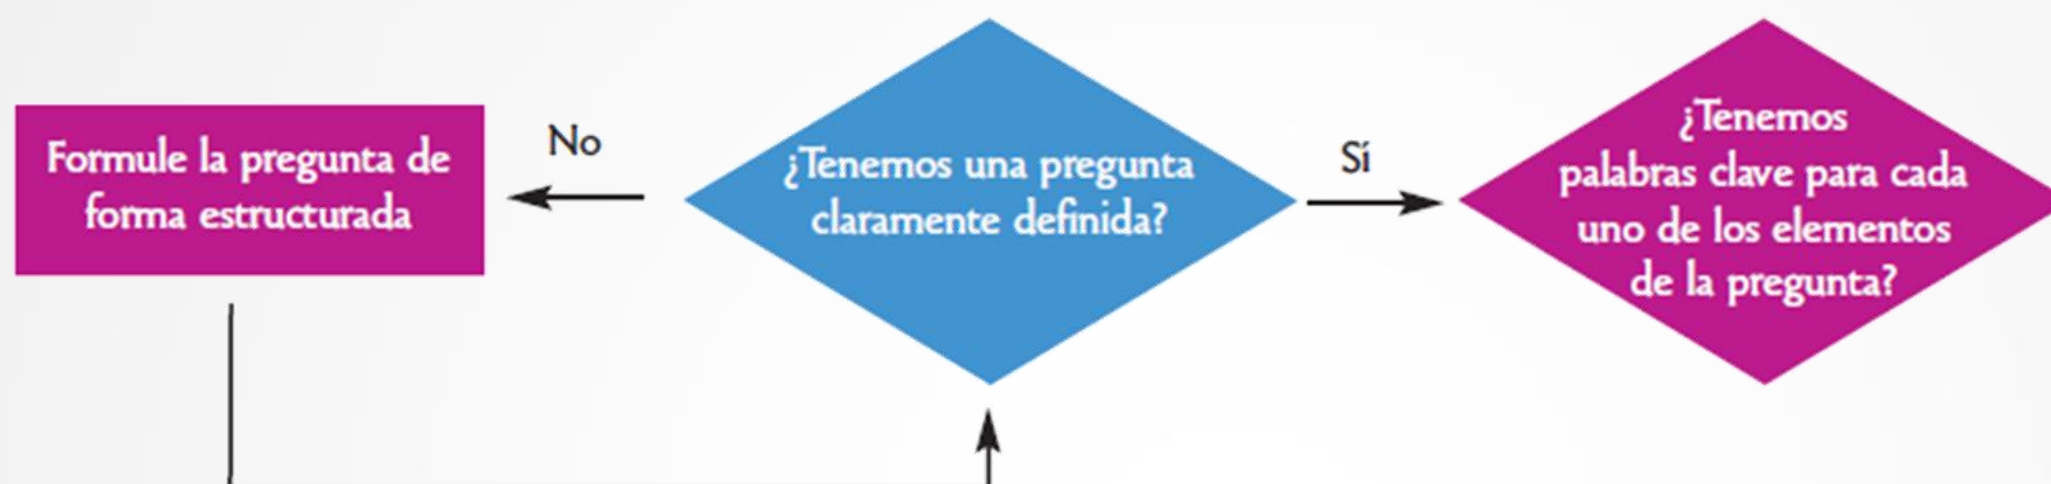 Formule la pregunta de
forma estructurada
No
¿Tenemos una pregunta
claramente definida?
Sí
¿Tenemos
palabras clave para cada
uno de los elementos
de la pregunta?